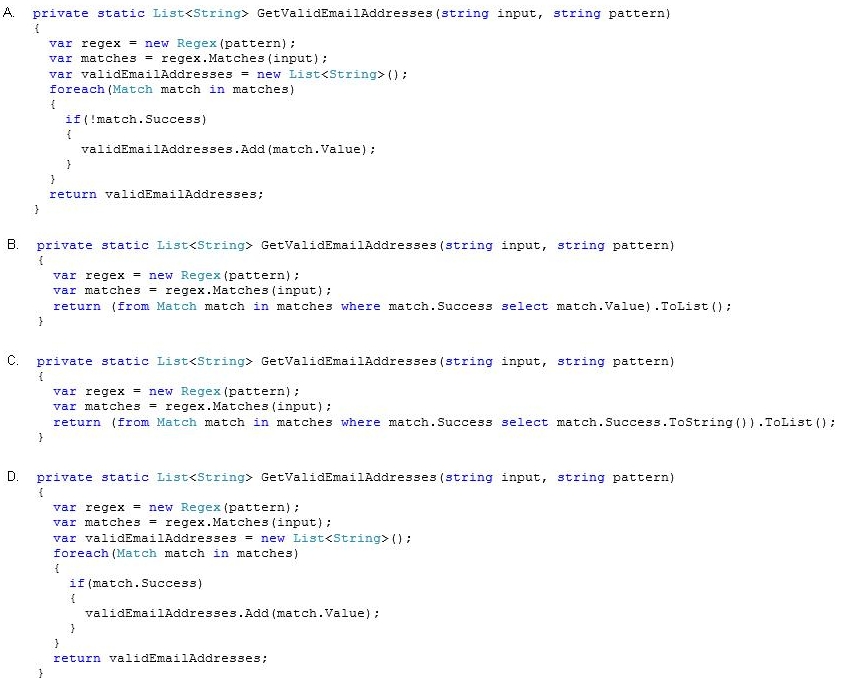 A. private static List<String> GetValidEmailAddresses(string input, string pattern)
{
var regex = new Regex(pattern);
var matches = regex.Matches(input);
var validEmailAddresses = new List<String>();
foreach(Match match in matches)
{
if(!match.Success)
{
validEmailAddresses.Add(match.Value);
}
}
return validEmailAddresses;
}
B. private static List<String> GetValidEmailAddresses(string input, string pattern)
{
var regex = new Regex(pattern);
var matches = regex.Matches(input);
return (from Match match in matches where match.Success select match.Value).ToList();
}
C. private static List<String> GetValidEmailAddresses(string input, string pattern)
{
var regex = new Regex(pattern);
var matches = regex.Matches(input);
return (from Match match in matches where match.Success select match.Success.ToString()).ToList();
}
D. private static List<String> GetValidEmailAddresses(string input, string pattern)
{
var regex = new Regex(pattern);
var matches = regex.Matches(input);
var validEmailAddresses = new List<String>();
foreach(Match match in matches)
{
if(match.Success)
{
validEmailAddresses.Add(match.Value);
}
}
return validEmailAddresses;
}